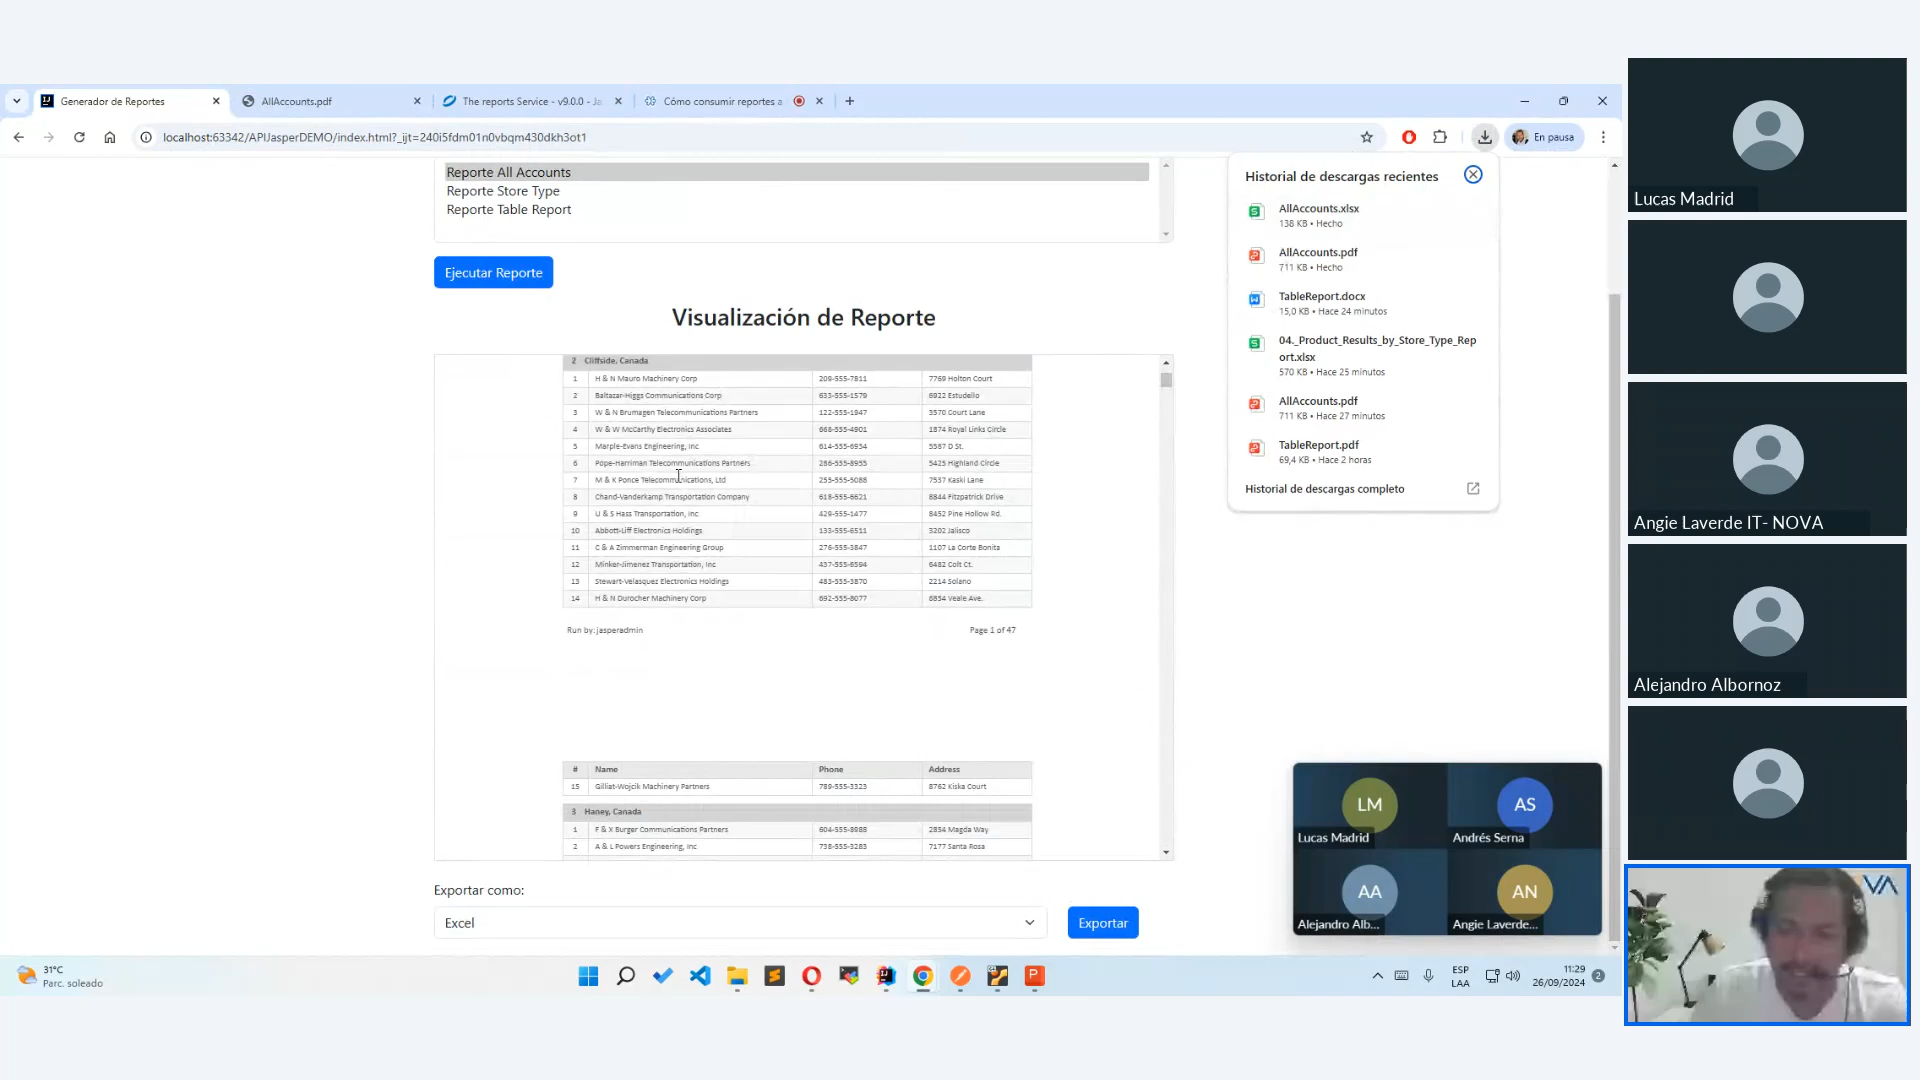 Generador de Reportes
AllAccounts.pdf
The reports Service - v9.0.0 - Ja
Cómo consumir reportes a
localhost:63342/APIJasperDEMO/index.html?_ijt=240i5fdm01n0vbqm430dkh3ot1
En pausa
Reporte All Accounts
Reporte Store Type
Reporte Table Report
Ejecutar Reporte
Visualización de Reporte
2 Cliffside, Canada
1 H & N Mauro Machinery Corp 209-555-7811 7769 Holton Court
2 Baltazar-Higgs Communications Corp 633-555-1579 6922 Estudello
3 W & N Brumagen Telecommunications Partners 122-555-1947 3570 Court Lane
4 W & W McCarthy Electronics Associates 668-555-4901 1874 Royal Links Circle
5 Marple-Evans Engineering, Inc 614-555-6934 5587 D St.
6 Pope-Harriman Telecommunications Partners 286-555-8955 5425 Highland Circle
7 M & K Ponce Telecommunications, Ltd 255-555-5088 7537 Kaski Lane
8 Chand-Vanderkamp Transportation Company 618-555-6621 8844 Fitzpatrick Drive
9 U & S Hass Transportation, Inc 429-555-1477 8452 Pine Hollow Rd.
10 Abbott-Liff Electronics Holdings 133-555-6511 3202 Jalisco
11 C & A Zimmerman Engineering Group 276-555-3847 1107 La Corte Bonita
12 Minker-Jimenez Transportation, Inc 437-555-6594 6482 Colt Ct.
13 Stewart-Velasquez Electronics Holdings 483-555-3870 2214 Solano
14 H & N Durocher Machinery Corp 692-555-8077 6834 Veale Ave.
Run by: jasperadmin Page 1 of 47
# Name Phone Address
15 Gilliat-Wojcik Machinery Partners 789-555-3323 8762 Kiska Court
3 Haney, Canada
1 F & X Burger Communications Partners 604-555-8988 2854 Magda Way
2 A & L Powers Engineering, Inc 738-555-3283 7177 Santa Rosa
Exportar como:
Excel
Exportar
Historial de descargas recientes
AllAccounts.xlsx
138 KB • Hecho
AllAccounts.pdf
711 KB • Hecho
TableReport.docx
15,0 KB • Hace 24 minutos
04._Product_Results_by_Store_Type_Rep
ort.xlsx
570 KB • Hace 25 minutos
AllAccounts.pdf
711 KB • Hace 27 minutos
TableReport.pdf
69,4 KB • Hace 2 horas
Historial de descargas completo
LM
Lucas Madrid
AS
Andrés Serna
AA
Alejandro Alb...
AN
Angie Laverde...
31°C
Parc. soleado
ESP
LAA
11:29
26/09/2024
2
Lucas Madrid
Angie Laverde IT- NOVA
Alejandro Albornoz
VA